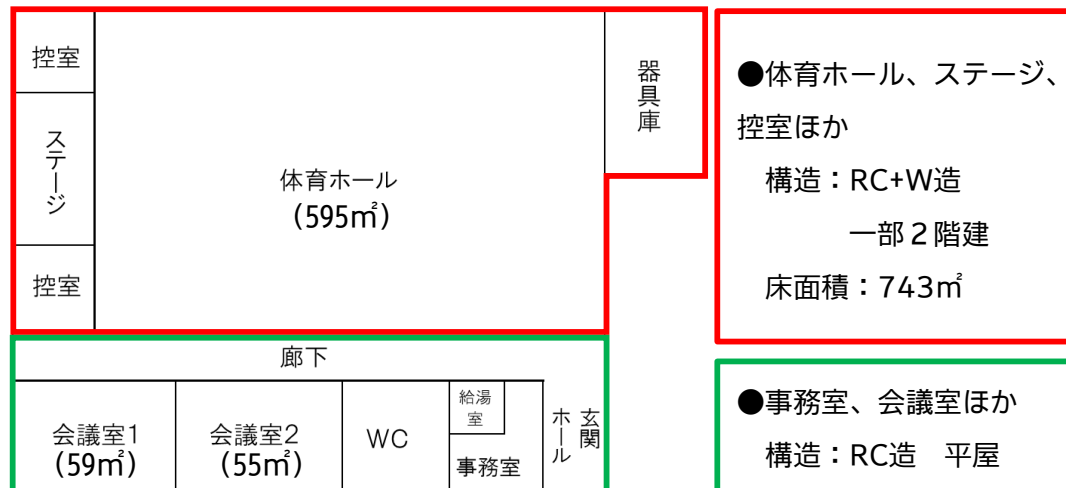 控室
ステージ
控室
体育ホール
(595㎡)
器具庫
廊下
会議室1
(59㎡)
会議室2
(55㎡)
WC
給湯
室
事務室
玄関
ホール
●体育ホール、ステージ、
控室ほか
構造：RC+W造
一部２階建
床面積：743㎡
●事務室、会議室ほか
構造：RC造　平屋